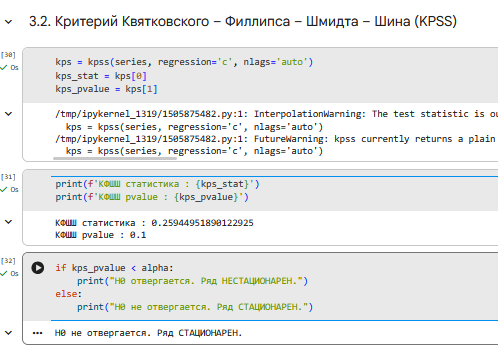 3.2. Критерий Квятковского – Филлипса – Шмидта – Шина (KPSS)
[30]
0s
kps = kpss(series, regression='c', nlags='auto')
kps_stat = kps[0]
kps_pvalue = kps[1]
/tmp/ipykernel_1319/1505875482.py:1: InterpolationWarning: The test statistic is ou
kps = kpss(series, regression='c', nlags='auto')
/tmp/ipykernel_1319/1505875482.py:1: FutureWarning: kpss currently returns a plain
kps = kpss(series, regression='c', nlags='auto')
[31]
0s
print(f'КФШШ статистика : {kps_stat}')
print(f'КФШШ pvalue : {kps_pvalue}')
КФШШ статистика : 0.25944951890122925
КФШШ pvalue : 0.1
[32]
0s
if kps_pvalue < alpha:
print("H0 отвергается. Ряд НЕСТАЦИОНАРЕН.")
else:
print("H0 не отвергается. Ряд СТАЦИОНАРЕН.")
H0 не отвергается. Ряд СТАЦИОНАРЕН.